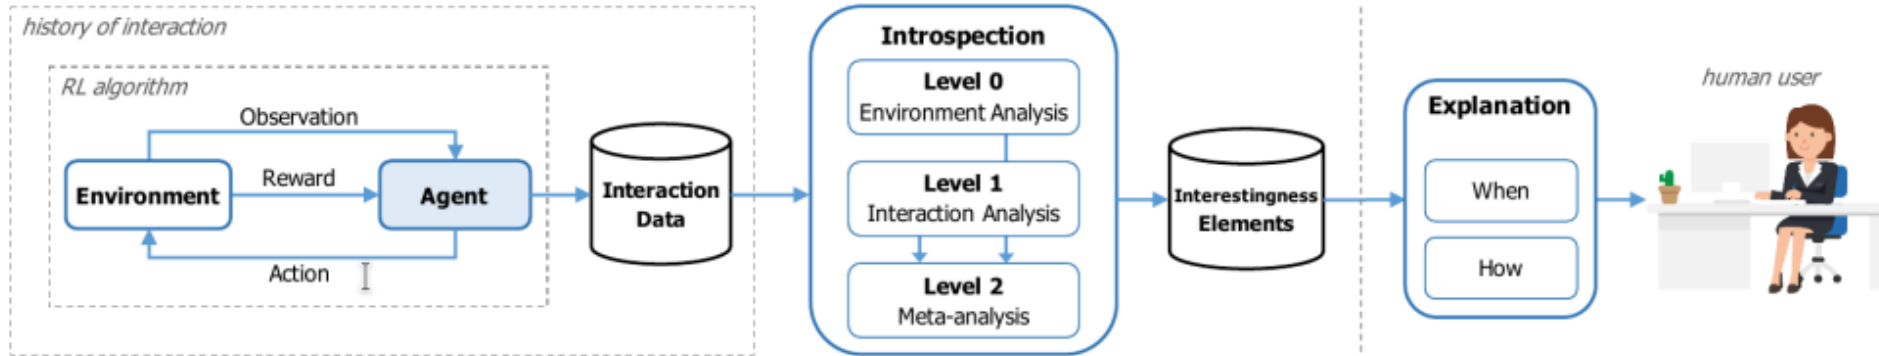 history of interaction
RL algorithm
Observation
Environment
Reward
Agent
Action
Interaction
Data
Introspection
Level 0
Environment Analysis
Level 1
Interaction Analysis
Level 2
Meta-analysis
Interestingness
Elements
Explanation
When
How
human user